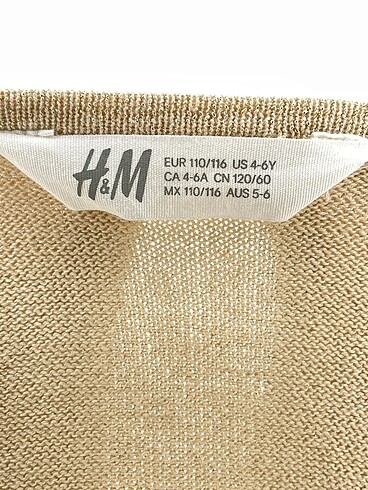 H&M
EUR 110/116 US 4-6Y
CA 4-6A CN 120/60
MX 110/116 AUS 5-6